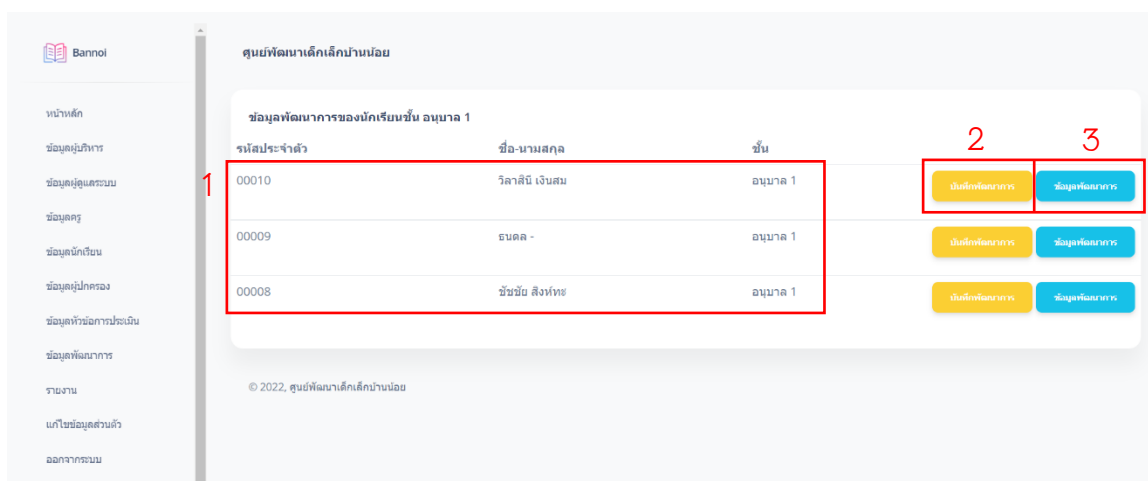 Bannoi
ศูนย์พัฒนาเด็กเล็กบ้านน้อย
หน้าหลัก
ข้อมูลผู้บริหาร
ข้อมูลผู้ดูแลระบบ
ข้อมูลครู
ข้อมูลนักเรียน
ข้อมูลผู้ปกครอง
ข้อมูลหัวข้อการประเมิน
ข้อมูลพัฒนาการ
รายงาน
แก้ไขข้อมูลส่วนตัว
ออกจากระบบ
ข้อมูลพัฒนาการของนักเรียนชั้น อนุบาล 1
รหัสประจำตัว ชื่อ-นามสกุล ชั้น 2 3
1 00010 วิลาสินี เงินสม อนุบาล 1 บันทึกพัฒนาการ ข้อมูลพัฒนาการ
00009 ธนดล - อนุบาล 1 บันทึกพัฒนาการ ข้อมูลพัฒนาการ
00008 ชัชชัย สิงห์ทะ อนุบาล 1 บันทึกพัฒนาการ ข้อมูลพัฒนาการ
© 2022, ศูนย์พัฒนาเด็กเล็กบ้านน้อย